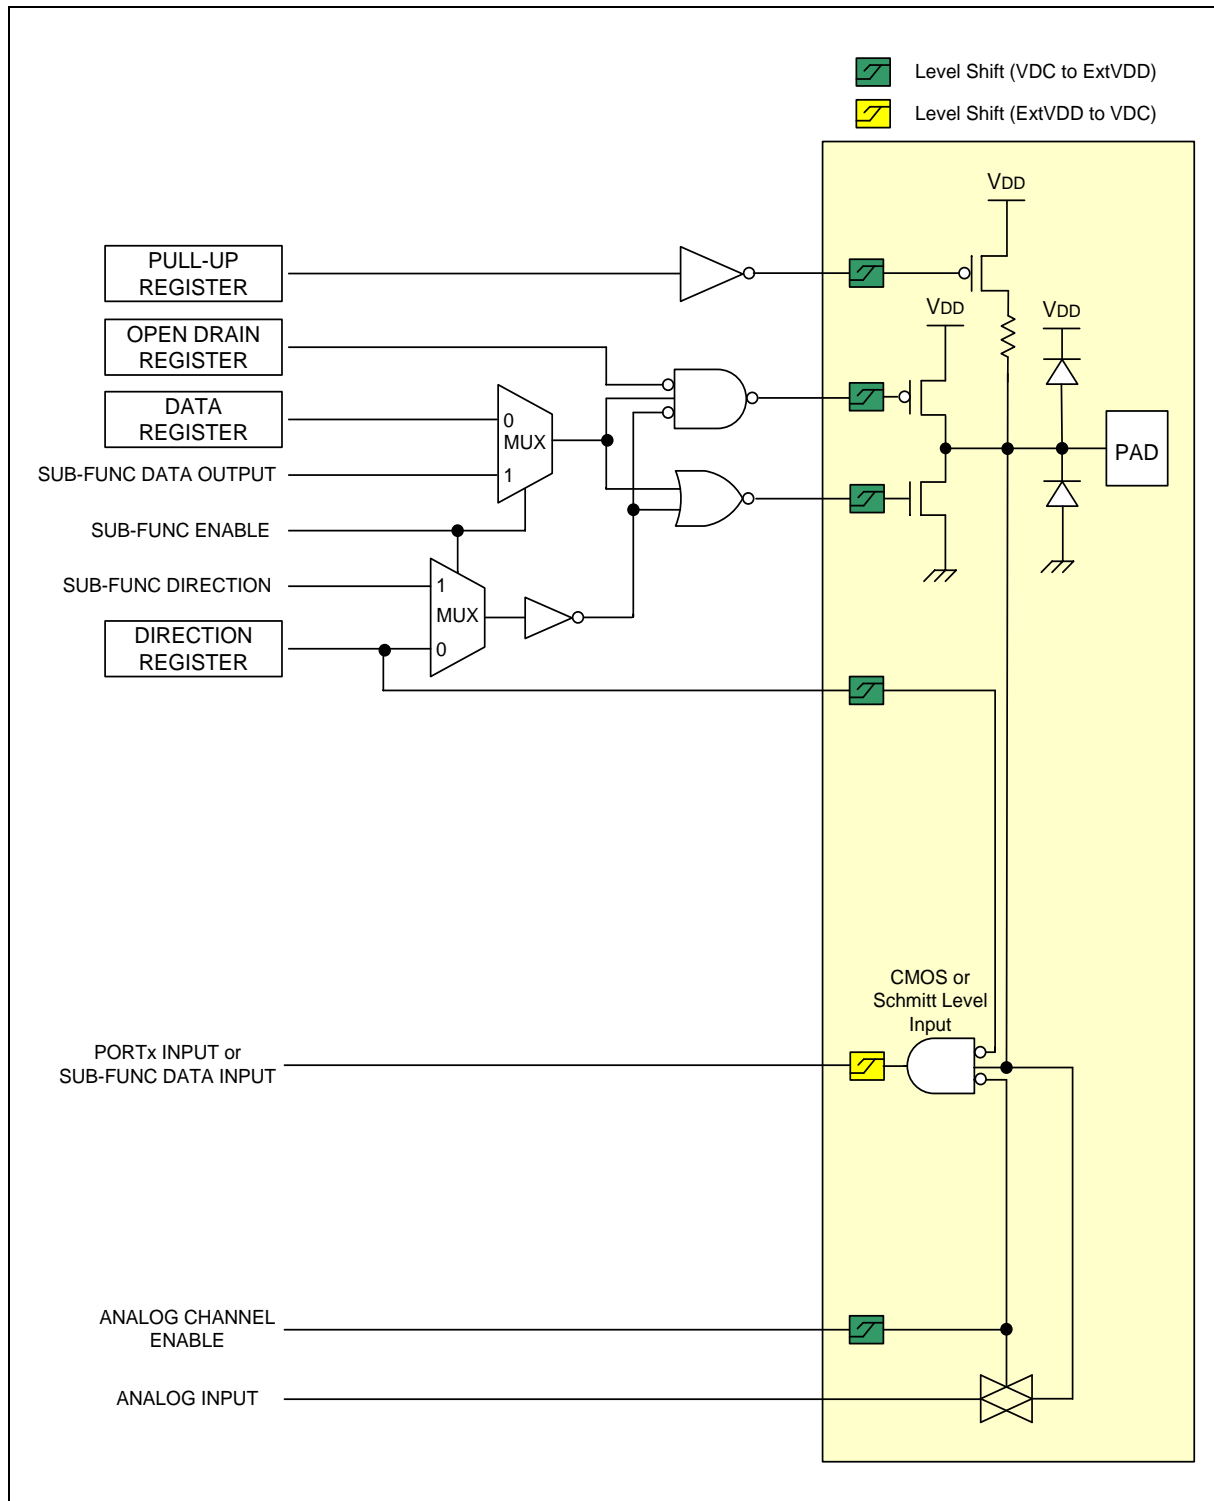 Level Shift (VDC to ExtVDD)
Level Shift (ExtVDD to VDC)
VDD
PULL-UP
REGISTER
VDD
VDD
OPEN DRAIN
REGISTER
DATA
REGISTER
0
MUX
1
PAD
SUB-FUNC DATA OUTPUT
SUB-FUNC ENABLE
SUB-FUNC DIRECTION
1
MUX
0
DIRECTION
REGISTER
CMOS or
Schmitt Level
Input
PORTx INPUT or
SUB-FUNC DATA INPUT
ANALOG CHANNEL
ENABLE
ANALOG INPUT